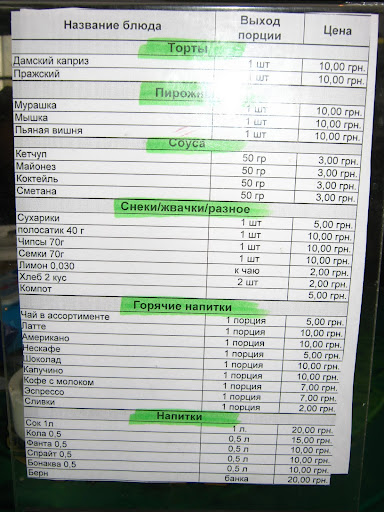 Название блюда Выход порции Цена
Торты
Дамский каприз 1 шт 10,00 грн.
Пражский 1 шт 10,00 грн.
Пирожн
Мурашка 1 шт 10,00 грн.
Мышка 1 шт 10,00 грн.
Пьяная вишня 1 шт 10,00 грн.
Соуса
Кетчуп 50 гр 3,00 грн.
Майонез 50 гр 3,00 грн.
Коктейль 50 гр 3,00 грн.
Сметана 50 гр 3,00 грн.
Снеки/жвачки/разное
Сухарики 1 шт 5,00 грн.
полосатик 40 г 1 шт 10,00 грн.
Чипсы 70г 1 шт 10,00 грн.
Семки 70г 1 шт 10,00 грн.
Лимон 0,030 к чаю 2,00 грн.
Хлеб 2 кус 2 шт 2,00 грн.
Компот 5,00 грн.
Горячие напитки
Чай в ассортименте 1 порция 5,00 грн.
Латте 1 порция 10,00 грн.
Американо 1 порция 10,00 грн.
Нескафе 1 порция 5,00 грн.
Шоколад 1 порция 10,00 грн.
Капучино 1 порция 10,00 грн.
Кофе с молоком 1 порция 7,00 грн.
Эспрессо 1 порция 7,00 грн.
Сливки 1 порция 2,00 грн.
Напитки
Сок 1л 1 л. 20,00 грн.
Кола 0,5 0,5 л 15,00 грн.
Фанта 0,5 0,5 л 10,00 грн.
Спрайт 0,5 0,5 л 10,00 грн.
Бонаква 0,5 0,5 л 10,00 грн.
Берн банка 20,00 грн.